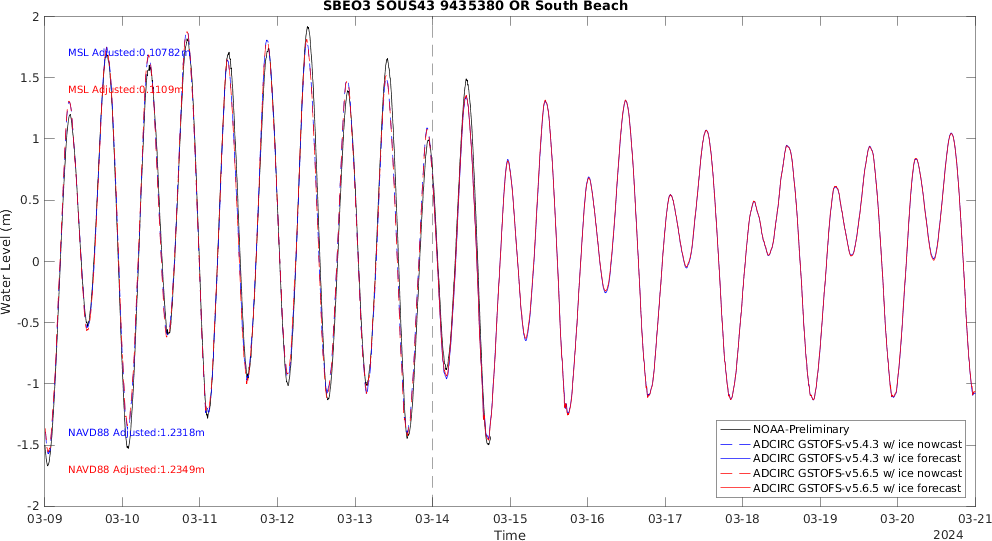 SBEO3 SOUS43 9435380 OR South Beach
Water Level (m)
2
1.5
1
0.5
0
-0.5
-1
-1.5
-2
MSL Adjusted:0.10782m
MSL Adjusted:0.1109m
NAVD88 Adjusted:1.2318m
NAVD88 Adjusted:1.2349m
NOAA-Preliminary
ADCIRC GSTOFS-v5.4.3 w/ ice nowcast
ADCIRC GSTOFS-v5.4.3 w/ ice forecast
ADCIRC GSTOFS-v5.6.5 w/ ice nowcast
ADCIRC GSTOFS-v5.6.5 w/ ice forecast
03-09 03-10 03-11 03-12 03-13 03-14 03-15 03-16 03-17 03-18 03-19 03-20 03-21
Time
2024